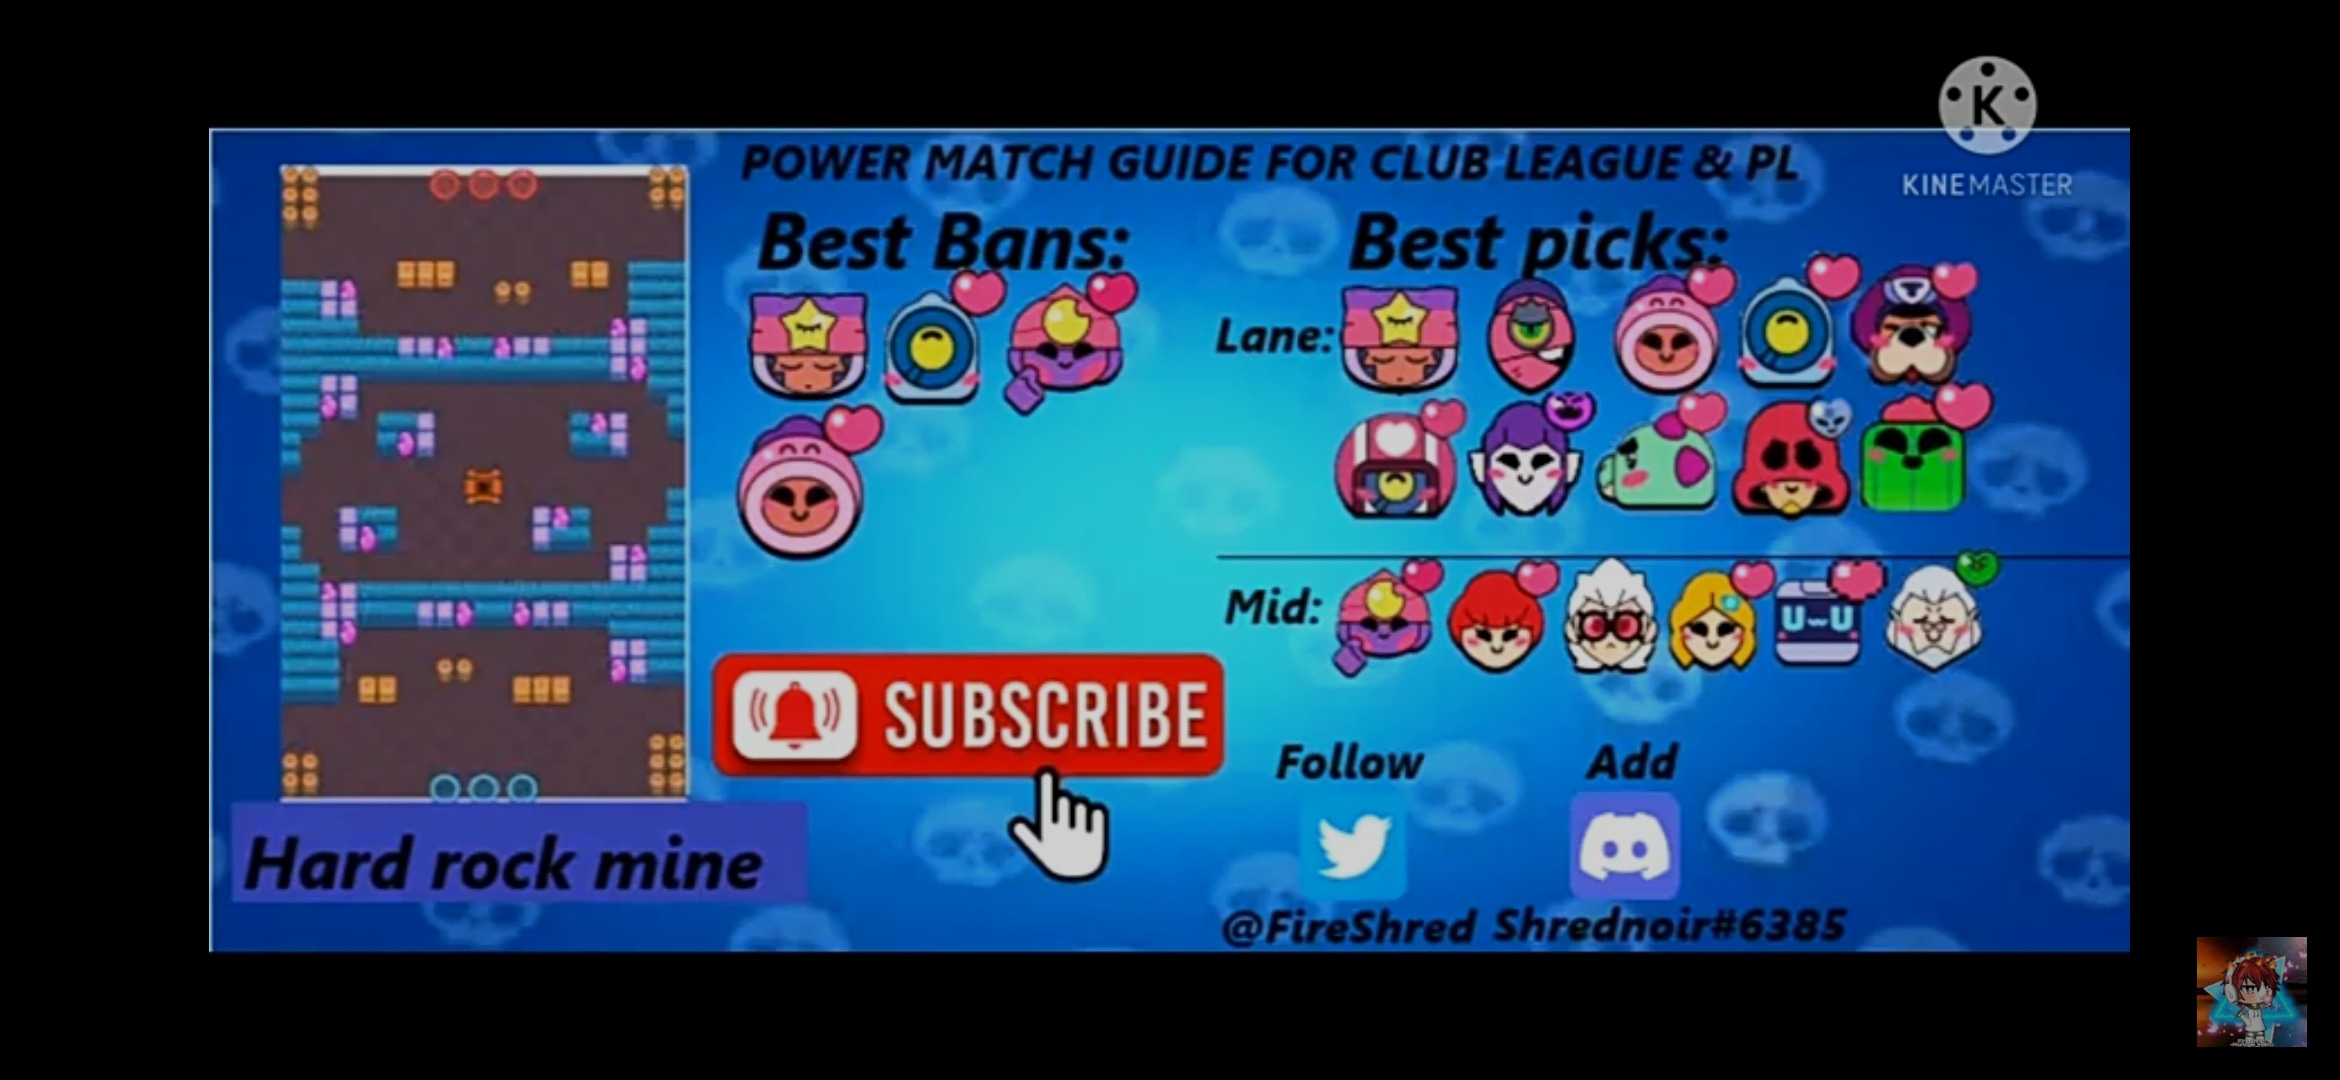 K
KINEMASTER
POWER MATCH GUIDE FOR CLUB LEAGUE & PL
Best Bans:
Best picks:
Lane:
Mid:
U~U
SUBSCRIBE
Follow
Add
Hard rock mine
@FireShred
Shrednoir#6385